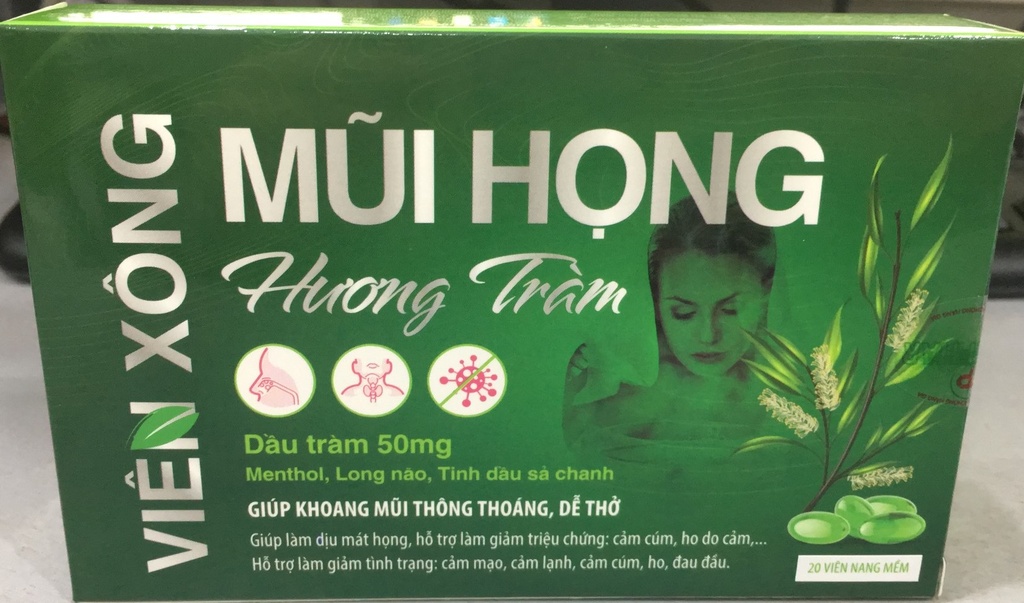 VIÊN XÔNG
MŨI HỌNG
Hương Tràm
Dầu tràm 50mg
Menthol, Long não, Tinh dầu sả chanh
GIÚP KHOANG MŨI THÔNG THOÁNG, DỄ THỞ
Giúp làm dịu mát họng, hỗ trợ làm giảm triệu chứng: cảm cúm, ho do cảm,...
Hỗ trợ làm giảm tình trạng: cảm mạo, cảm lạnh, cảm cúm, ho, đau đầu.
20 VIÊN NANG MỀM